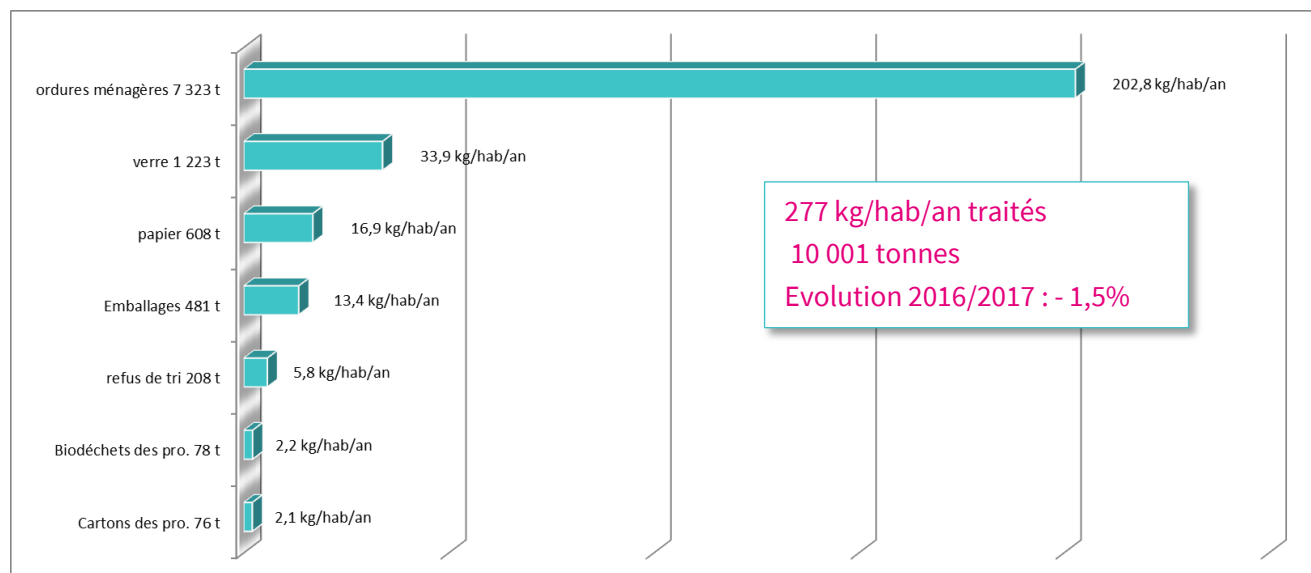 ordures ménagères 7 323 t
202,8 kg/hab/an
verre 1 223 t
33,9 kg/hab/an
papier 608 t
16,9 kg/hab/an
Emballages 481 t
13,4 kg/hab/an
refus de tri 208 t
5,8 kg/hab/an
Biodéchets des pro. 78 t
2,2 kg/hab/an
Cartons des pro. 76 t
2,1 kg/hab/an
277 kg/hab/an traités
10 001 tonnes
Evolution 2016/2017 : - 1,5%